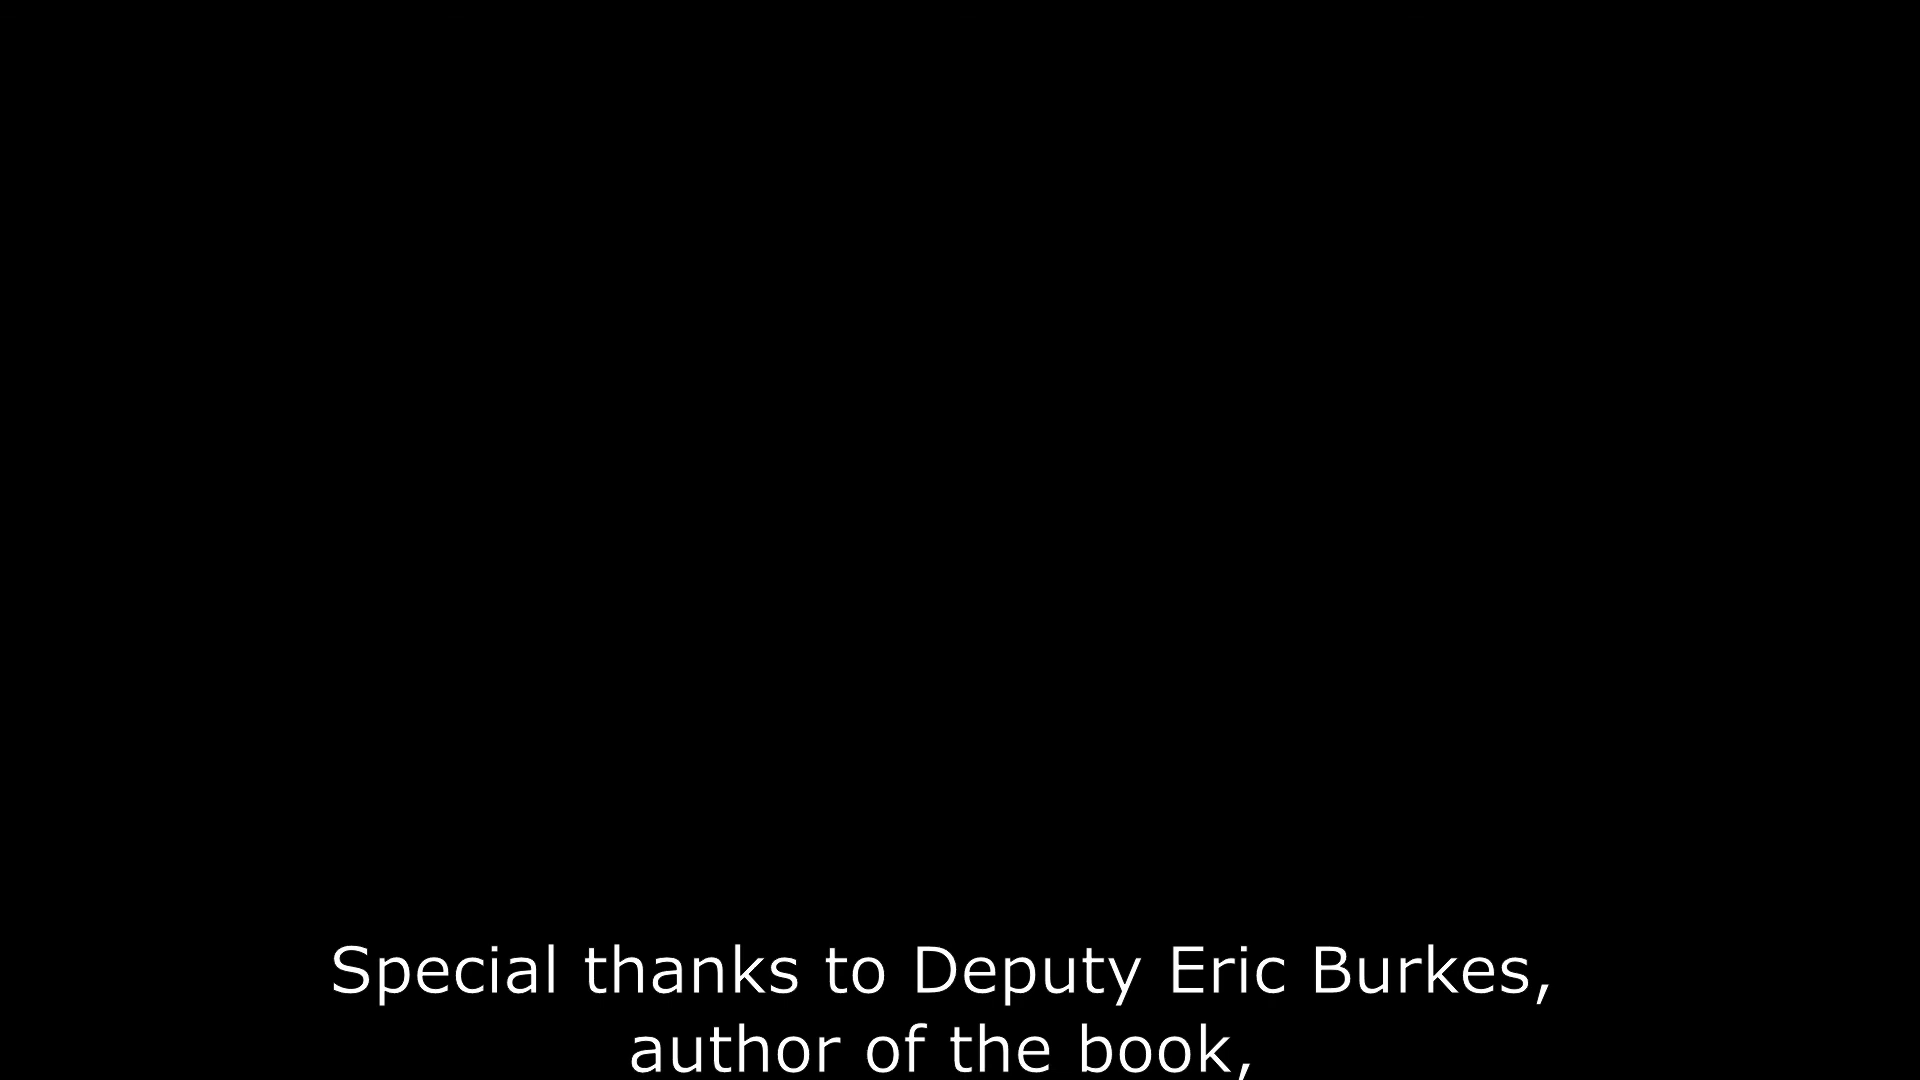 Special thanks to Deputy Eric Burkes,
author of the book,